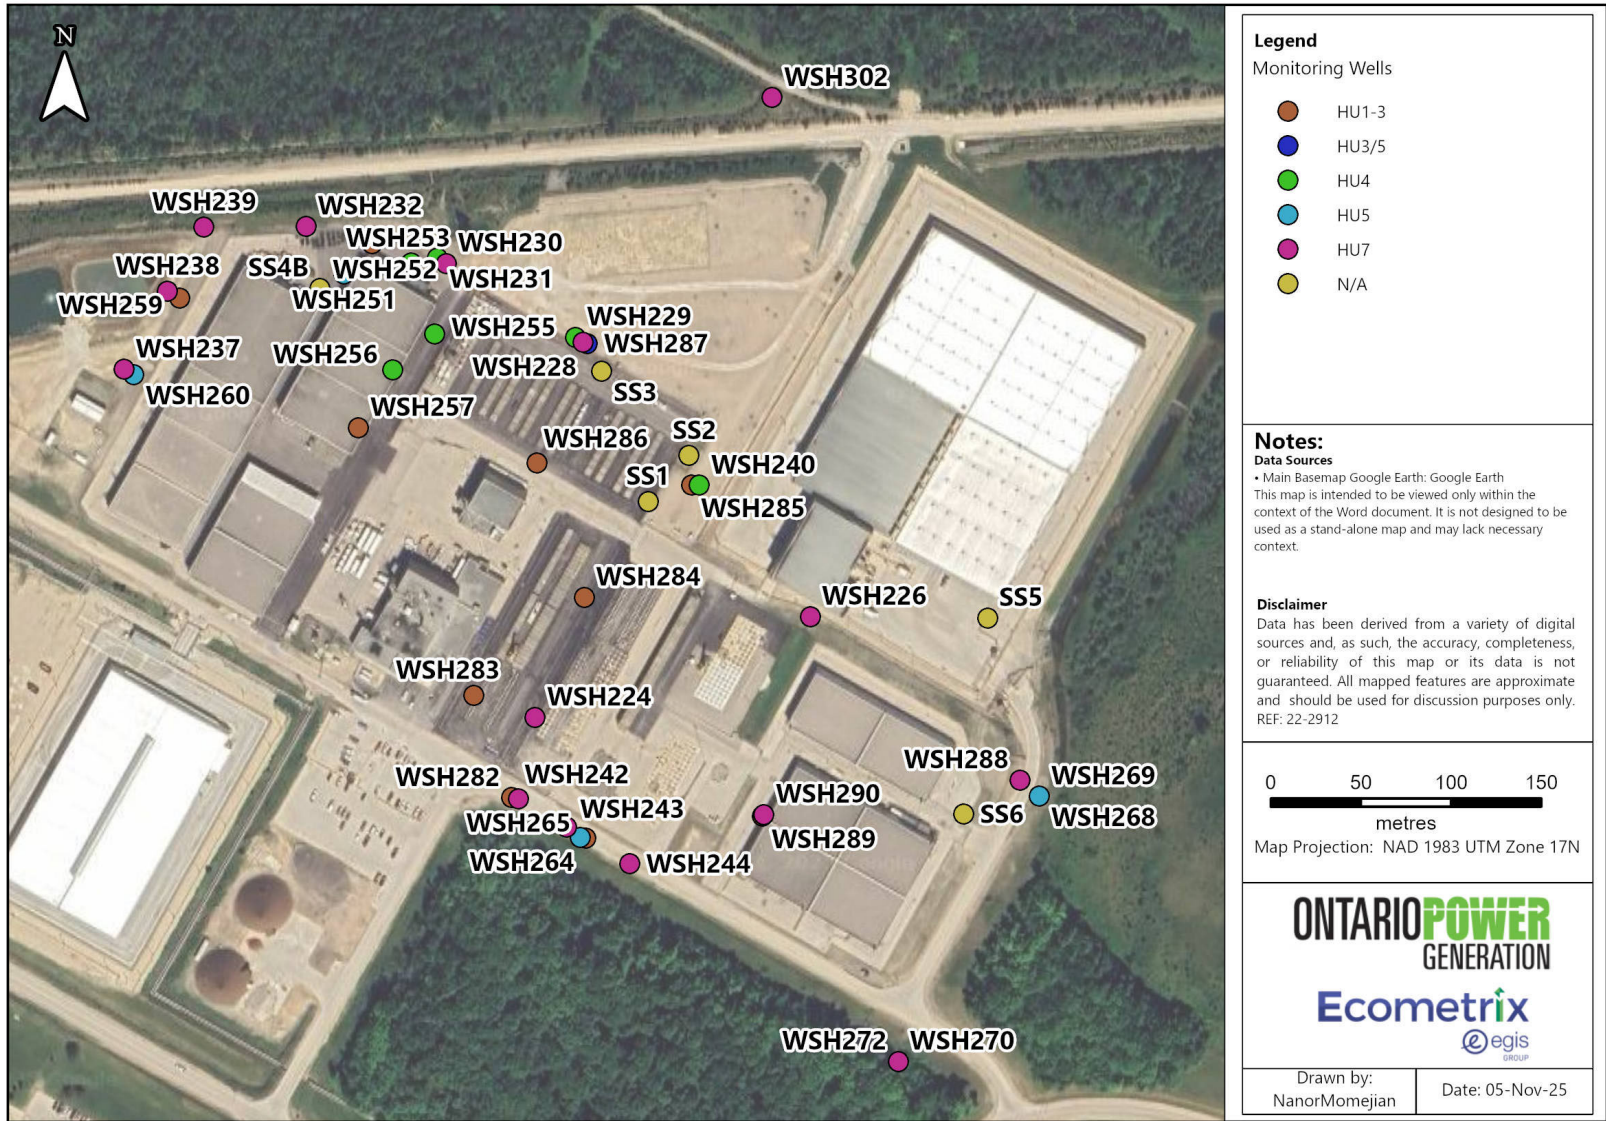 N
WSH302
WSH239
WSH232
WSH253
WSH230
WSH238
SS4B
WSH252
WSH231
WSH259
WSH251
WSH255
WSH229
WSH237
WSH256
WSH228
WSH287
WSH260
SS3
WSH257
WSH286
SS2
SS1
WSH240
WSH285
WSH284
WSH226
SS5
WSH283
WSH224
WSH288
WSH282
WSH242
WSH269
WSH265
WSH243
WSH290
SS6
WSH268
WSH264
WSH244
WSH289
WSH272
WSH270
Legend
Monitoring Wells
HU1-3
HU3/5
HU4
HU5
HU7
N/A
Notes:
Data Sources
• Main Basemap Google Earth: Google Earth
This map is intended to be viewed only within the
context of the Word document. It is not designed to be
used as a stand-alone map and may lack necessary
context.
Disclaimer
Data has been derived from a variety of digital
sources and, as such, the accuracy, completeness,
or reliability of this map or its data is not
guaranteed. All mapped features are approximate
and should be used for discussion purposes only.
REF: 22-2912
0 50 100 150
metres
Map Projection: NAD 1983 UTM Zone 17N
ONTARIOPOWER
GENERATION
Ecometrix
egis
GROUP
Drawn by:
NanorMomejian
Date: 05-Nov-25